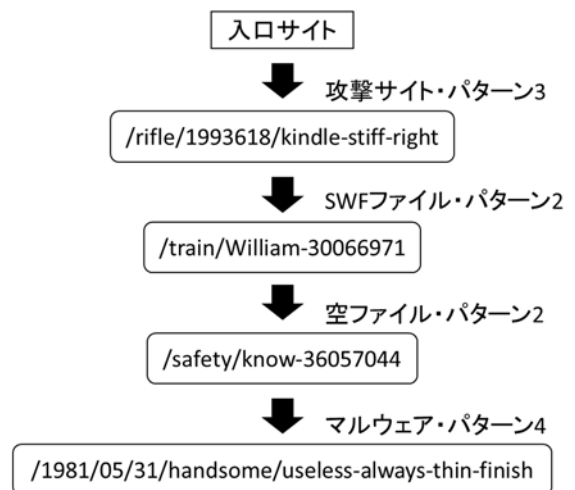 入口サイト
攻撃サイト・パターン3
/rifle/1993618/kindle-stiff-right
SWFファイル・パターン2
/train/William-30066971
空ファイル・パターン2
/safety/know-36057044
マルウェア・パターン4
/1981/05/31/handsome/useless-always-thin-finish